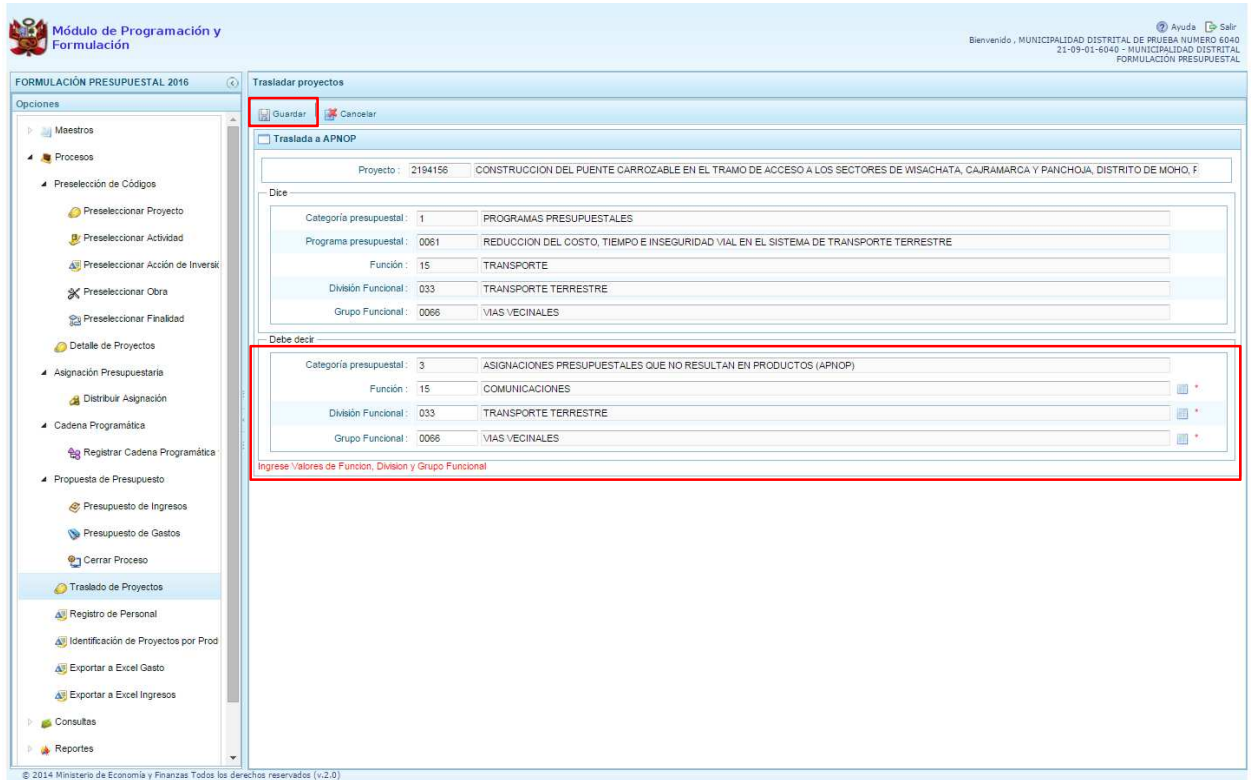 Módulo de Programación y
Formulación
Ayuda Salir
Bienvenido , MUNICIPALIDAD DISTRITAL DE PRUEBA NUMERO 6040
21-09-01-6040 - MUNICIPALIDAD DISTRITAL
FORMULACIÓN PRESUPUESTAL
FORMULACIÓN PRESUPUESTAL 2016
Opciones
Maestros
Procesos
Preselección de Códigos
Preseleccionar Proyecto
Preseleccionar Actividad
Preseleccionar Acción de Inversić
Preseleccionar Obra
Preseleccionar Finalidad
Detalle de Proyectos
Asignación Presupuestaria
Distribuir Asignación
Cadena Programática
Registrar Cadena Programática
Propuesta de Presupuesto
Presupuesto de Ingresos
Presupuesto de Gastos
Cerrar Proceso
Traslado de Proyectos
Registro de Personal
Identificación de Proyectos por Prod
Exportar a Excel Gasto
Exportar a Excel Ingresos
Consultas
Reportes
Trasladar proyectos
Guardar Cancelar
Traslada a APNOP
Proyecto : 2194156 CONSTRUCCION DEL PUENTE CARROZABLE EN EL TRAMO DE ACCESO A LOS SECTORES DE WISACHATA, CAJRAMARCA Y PANCHOJA, DISTRITO DE MOHO, F
Dice
Categoría presupuestal : 1 PROGRAMAS PRESUPUESTALES
Programa presupuestal : 0061 REDUCCION DEL COSTO, TIEMPO E INSEGURIDAD VIAL EN EL SISTEMA DE TRANSPORTE TERRESTRE
Función : 15 TRANSPORTE
División Funcional : 033 TRANSPORTE TERRESTRE
Grupo Funcional : 0066 VIAS VECINALES
Debe decir
Categoría presupuestal : 3 ASIGNACIONES PRESUPUESTALES QUE NO RESULTAN EN PRODUCTOS (APNOP)
Función : 15 COMUNICACIONES *
División Funcional : 033 TRANSPORTE TERRESTRE *
Grupo Funcional : 0066 VIAS VECINALES *
Ingrese Valores de Funcion, Division y Grupo Funcional
© 2014 Ministerio de Economía y Finanzas Todos los derechos reservados (v.2.0)